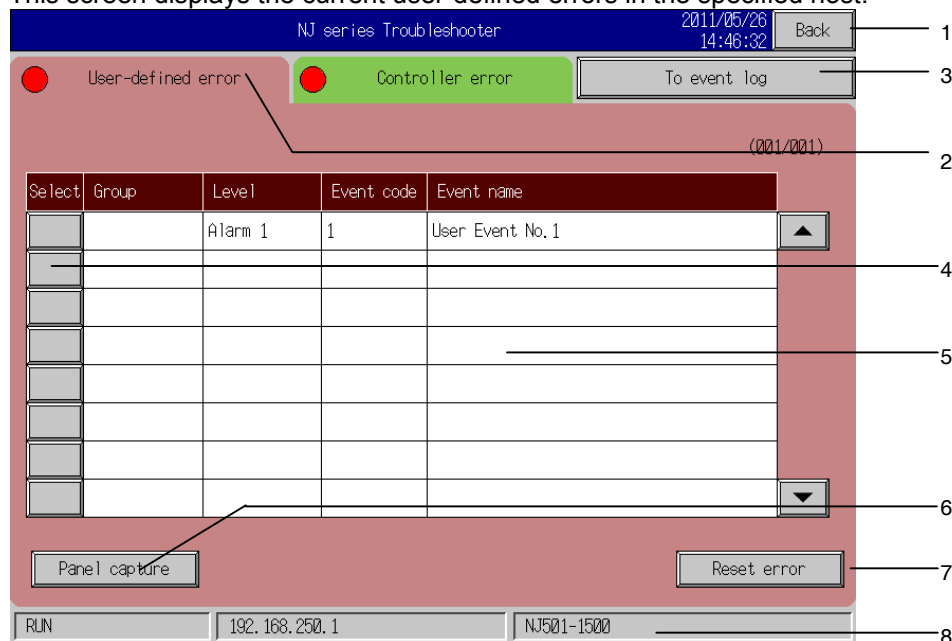 This screen displays the current user-defined errors in the specified host.
NJ series Troubleshooter
2011/05/26
14:46:32
Back
1
User-defined error
Controller error
To event log
3
(001/001)
2
Select Group Level Event code Event name
Alarm 1 1 User Event No.1
4
5
6
Panel capture
Reset error
7
RUN
192.168.250.1
NJ501-1500
8